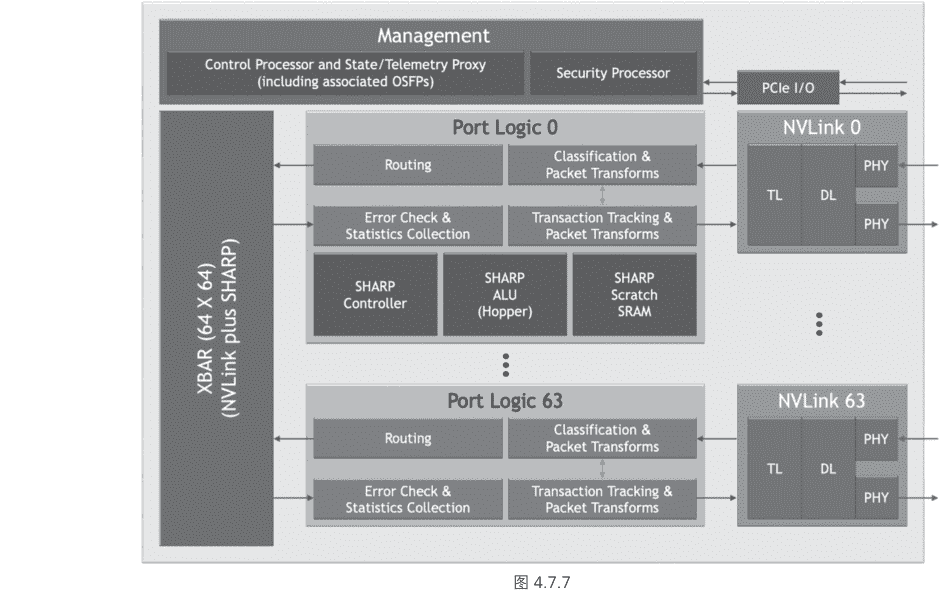 Management
Control Processor and State/Telemetry Proxy
(including associated OSFPs)
Security Processor
PCIe I/O
XBAR (64 X 64)
(NVLink plus SHARP)
Port Logic 0
Routing
Classification &
Packet Transforms
Error Check &
Statistics Collection
Transaction Tracking &
Packet Transforms
SHARP
Controller
SHARP
ALU
(Hopper)
SHARP
Scratch
SRAM
NVLink 0
TL
DL
PHY
PHY
Port Logic 63
Routing
Classification &
Packet Transforms
Error Check &
Statistics Collection
Transaction Tracking &
Packet Transforms
NVLink 63
TL
DL
PHY
PHY
图 4.7.7